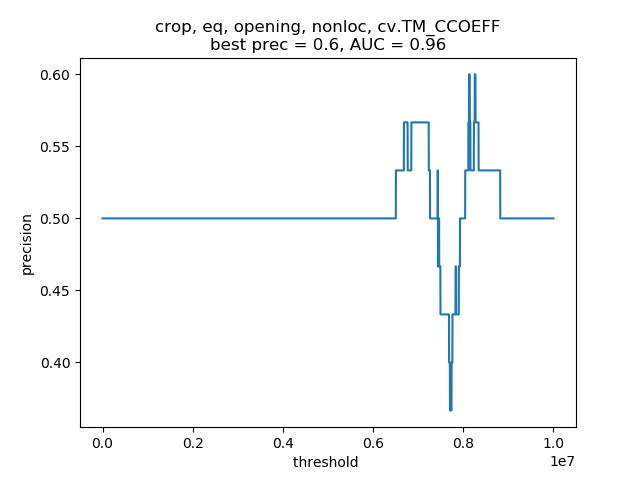 crop, eq, opening, nonloc, cv.TM_CCOEFF
best prec = 0.6, AUC = 0.96
0.60
0.55
0.50
0.45
0.40
precision
0.0 0.2 0.4 0.6 0.8 1.0
1e7
threshold